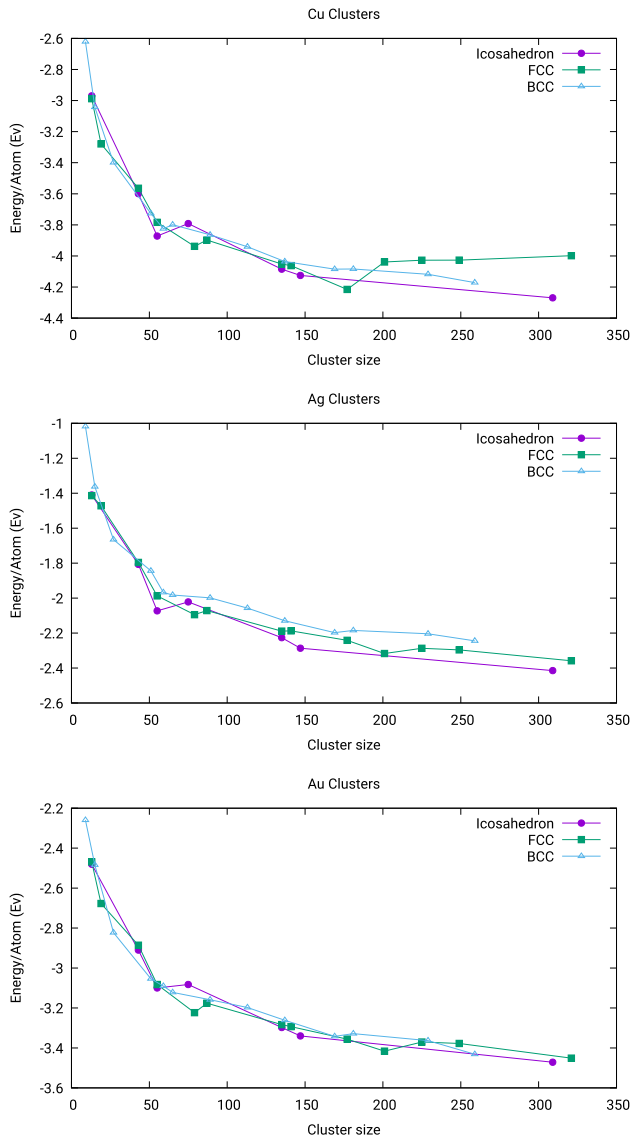 Cu Clusters
-2.6
-2.8
-3
-3.2
-3.4
-3.6
-3.8
-4
-4.2
-4.4
Energy/Atom (Ev)
Icosahedron
FCC
BCC
0 50 100 150 200 250 300 350
Cluster size
Ag Clusters
-1
-1.2
-1.4
-1.6
-1.8
-2
-2.2
-2.4
-2.6
Energy/Atom (Ev)
Icosahedron
FCC
BCC
0 50 100 150 200 250 300 350
Cluster size
Au Clusters
-2.2
-2.4
-2.6
-2.8
-3
-3.2
-3.4
-3.6
Energy/Atom (Ev)
Icosahedron
FCC
BCC
0 50 100 150 200 250 300 350
Cluster size